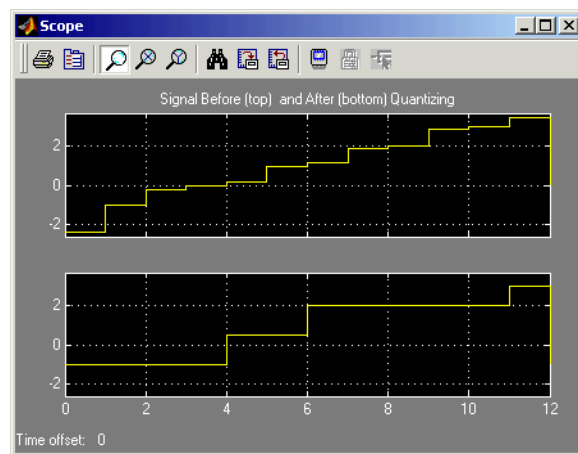 Scope
Signal Before (top) and After (bottom) Quantizing
2
0
-2
2
0
-2
0 2 4 6 8 10 12
Time offset: 0